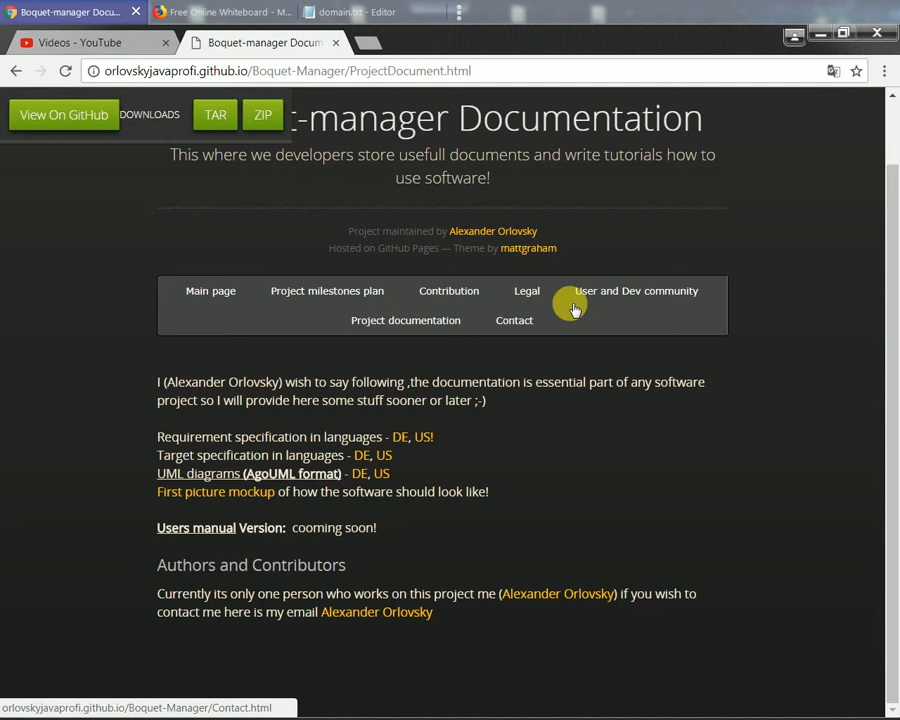 Boquet-manager Docu...
Free Online Whiteboard - M...
domain.txt - Editor
Videos - YouTube
Boquet-manager Docum
orlovskyjavaprofi.github.io/Boquet-Manager/ProjectDocument.html
View On GitHub
DOWNLOADS
TAR
ZIP
t-manager Documentation
This where we developers store usefull documents and write tutorials how to
use software!
Project maintained by Alexander Orlovsky
Hosted on GitHub Pages — Theme by mattgraham
Main page Project milestones plan Contribution Legal User and Dev community
Project documentation Contact
I (Alexander Orlovsky) wish to say following ,the documentation is essential part of any software
project so I will provide here some stuff sooner or later ;-)
Requirement specification in languages - DE, US!
Target specification in languages - DE, US
UML diagrams (AgoUML format) - DE, US
First picture mockup of how the software should look like!
Users manual Version: cooming soon!
Authors and Contributors
Currently its only one person who works on this project me (Alexander Orlovsky) if you wish to
contact me here is my email Alexander Orlovsky
orlovskyjavaprofi.github.io/Boquet-Manager/Contact.html